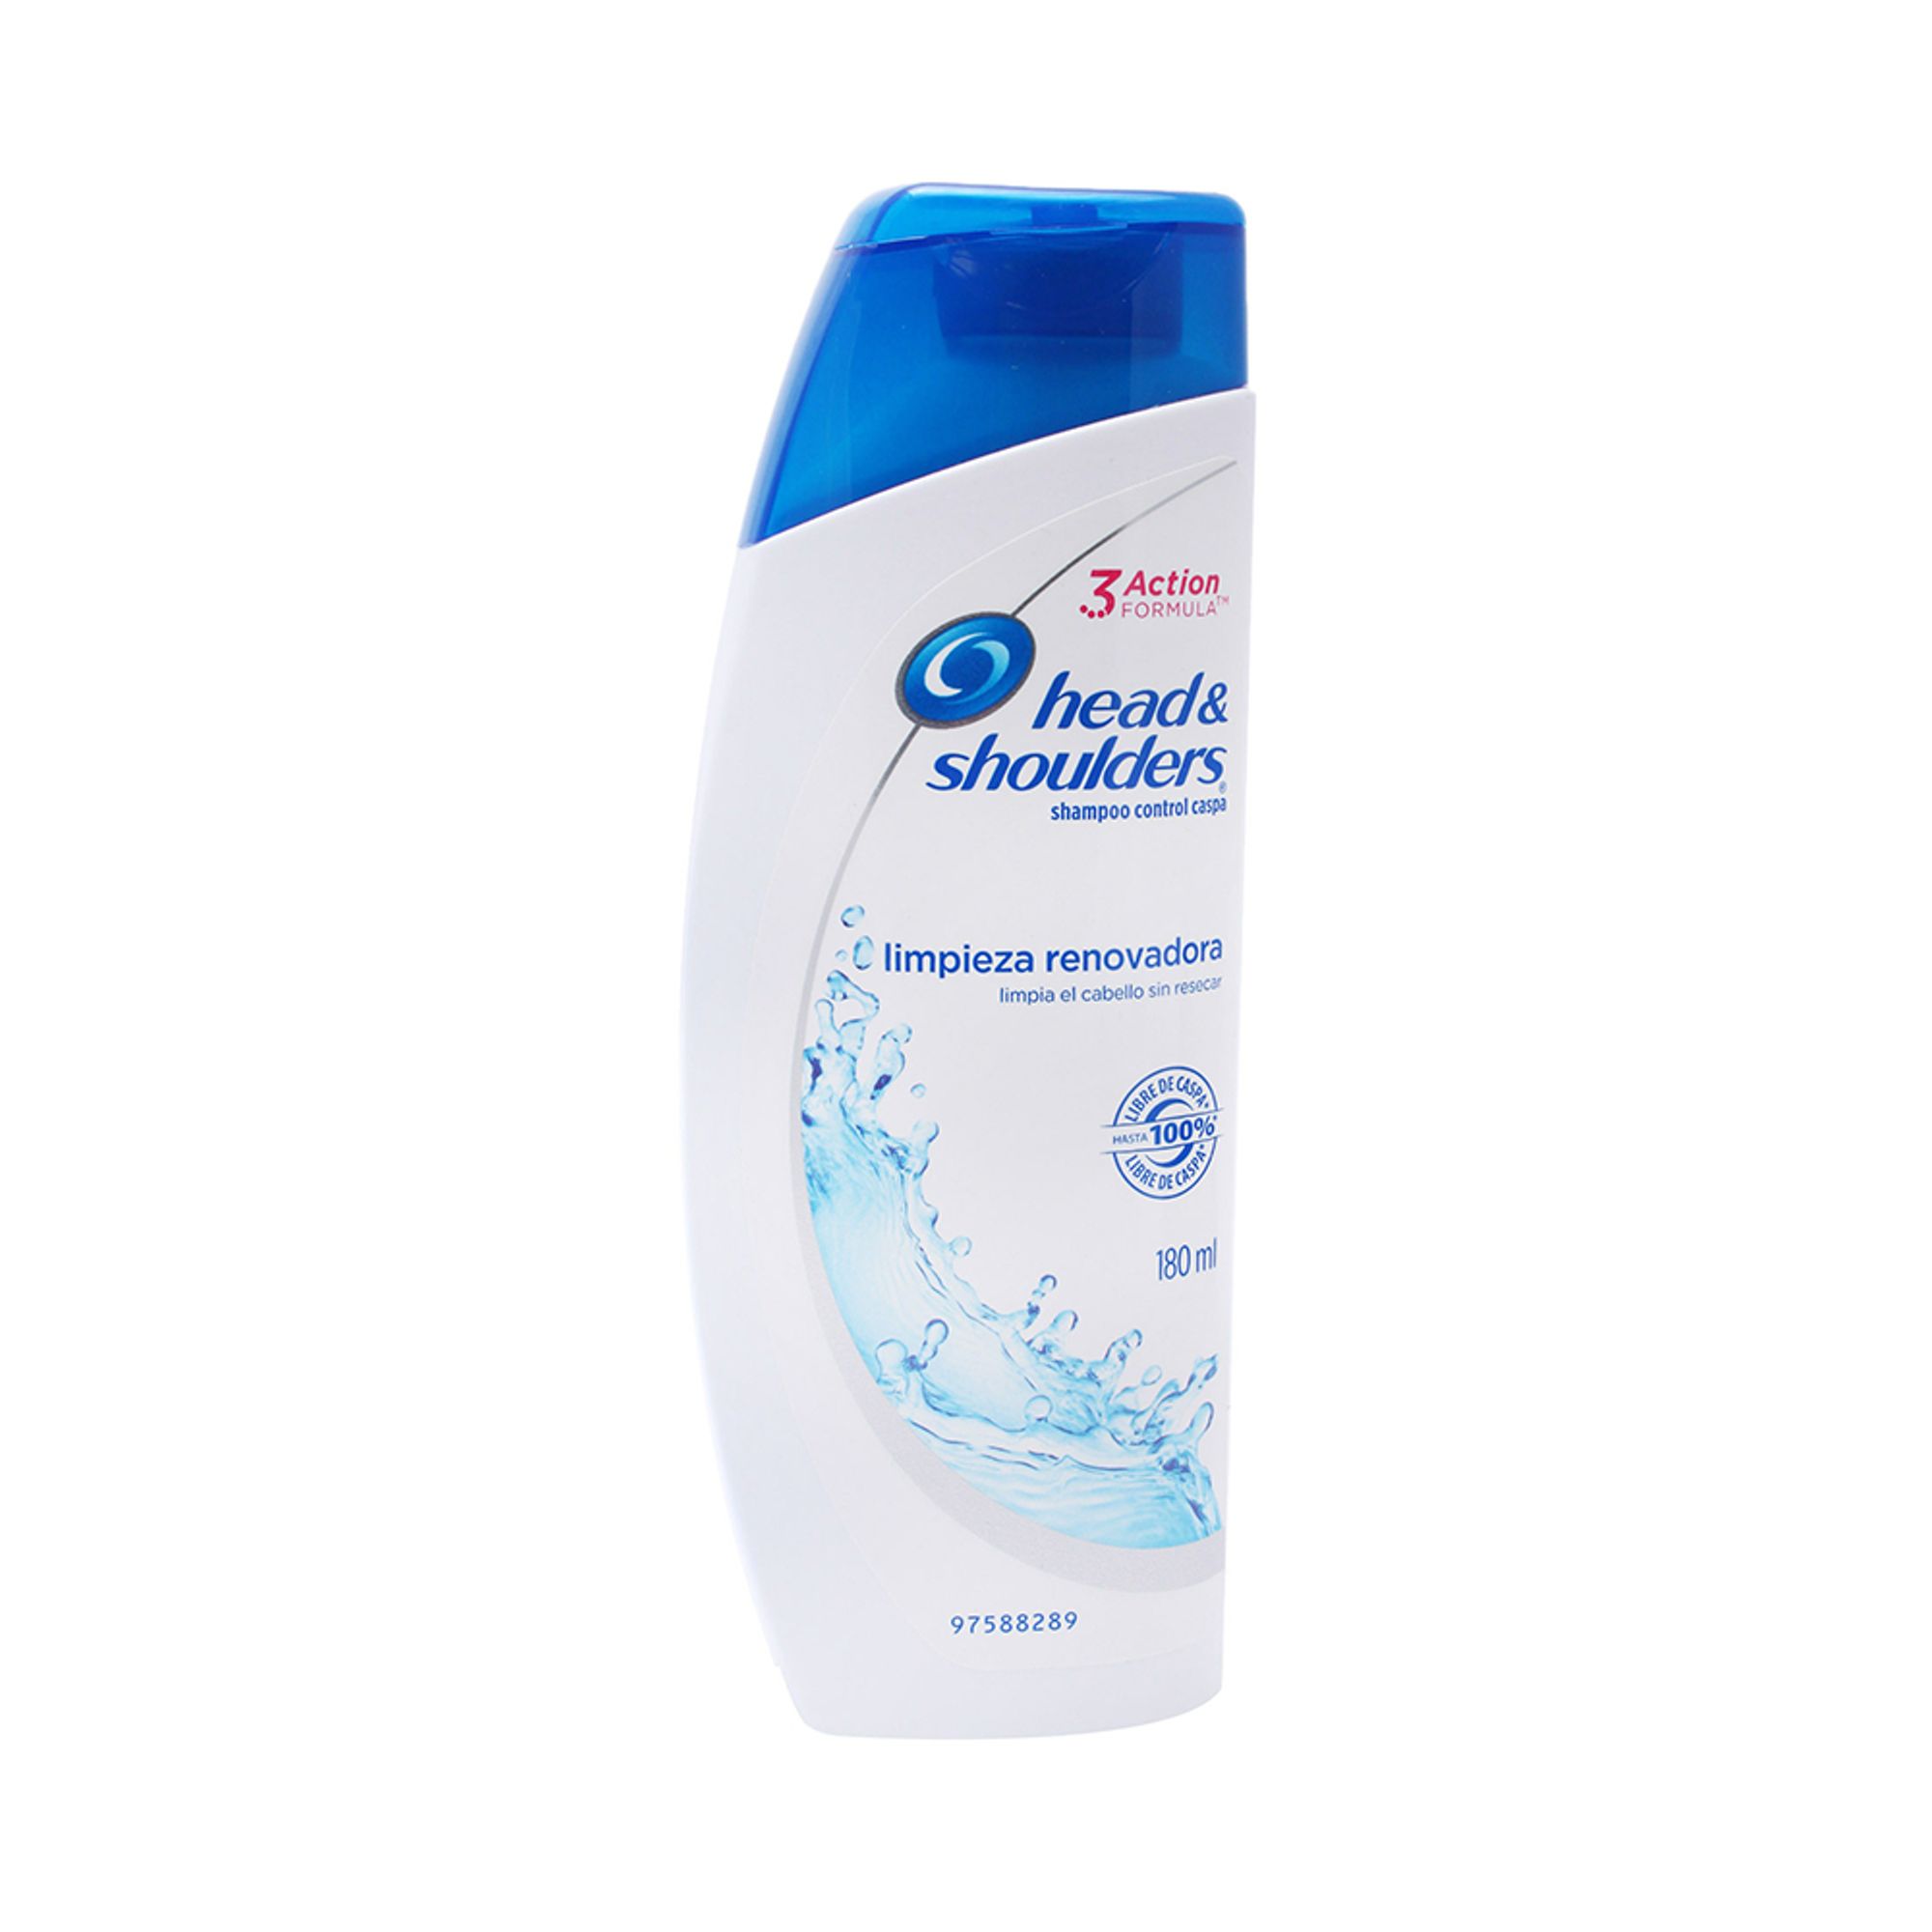 3 Action
FORMULA™
head &
shoulders®
shampoo control caspa
limpieza renovadora
limpia el cabello sin resecar
LIBRE DE CASPA*
HASTA 100%*
LIBRE DE CASPA*
180 ml
97588289